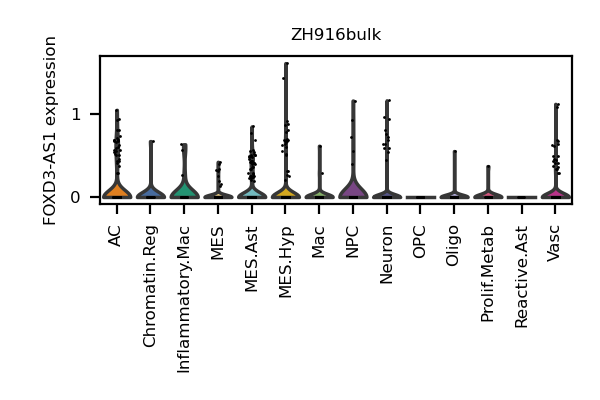 ZH916bulk
FOXD3-AS1 expression
1
0
AC
Chromatin.Reg
Inflammatory.Mac
MES
MES.Ast
MES.Hyp
Mac
NPC
Neuron
OPC
Oligo
Prolif.Metab
Reactive.Ast
Vasc